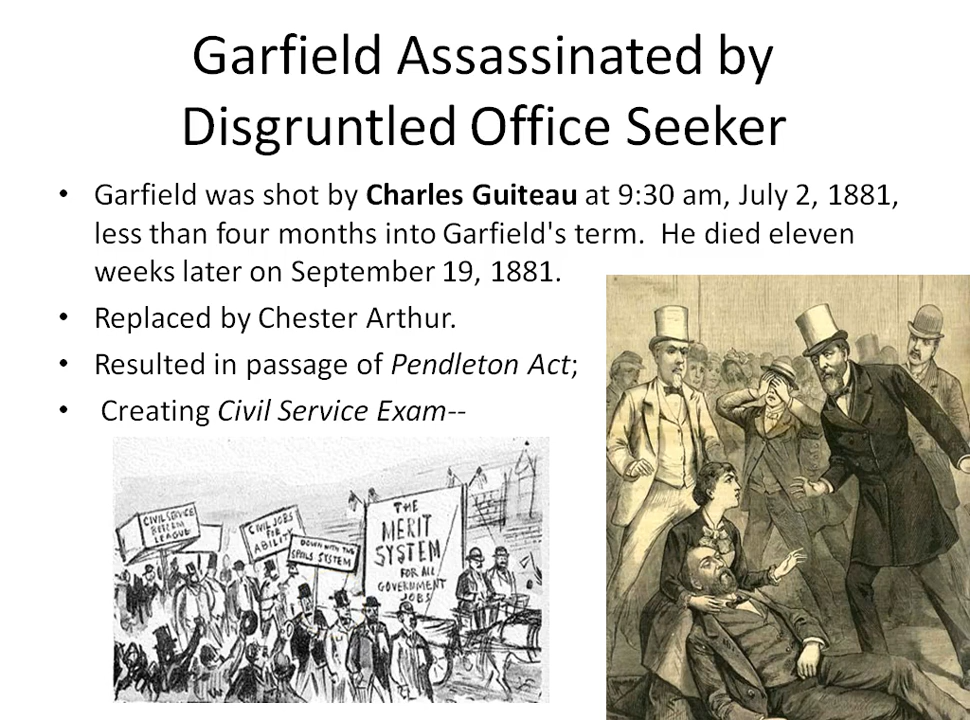 Garfield Assassinated by
Disgruntled Office Seeker
• Garfield was shot by Charles Guiteau at 9:30 am, July 2, 1881,
less than four months into Garfield's term.  He died eleven
weeks later on September 19, 1881.
• Replaced by Chester Arthur.
• Resulted in passage of Pendleton Act;
• Creating Civil Service Exam--
CIVIL SERVICE
REFORM
LEAGUE
CIVIL JOBS
FOR
ABILITY
DOWN WITH THE
SPOILS SYSTEM
THE
MERIT
SYSTEM
FOR ALL
GOVERNMENT
JOBS